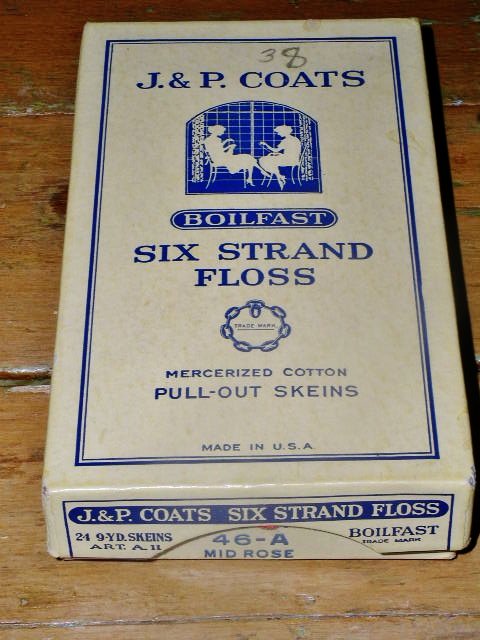 38
J. & P. COATS
BOILFAST
SIX STRAND
FLOSS
TRADE MARK
MERCERIZED COTTON
PULL-OUT SKEINS
MADE IN U.S.A.
J. & P. COATS SIX STRAND FLOSS
24 9-YD. SKEINS
ART. A. 11
46-A
MID ROSE
BOILFAST
TRADE MARK